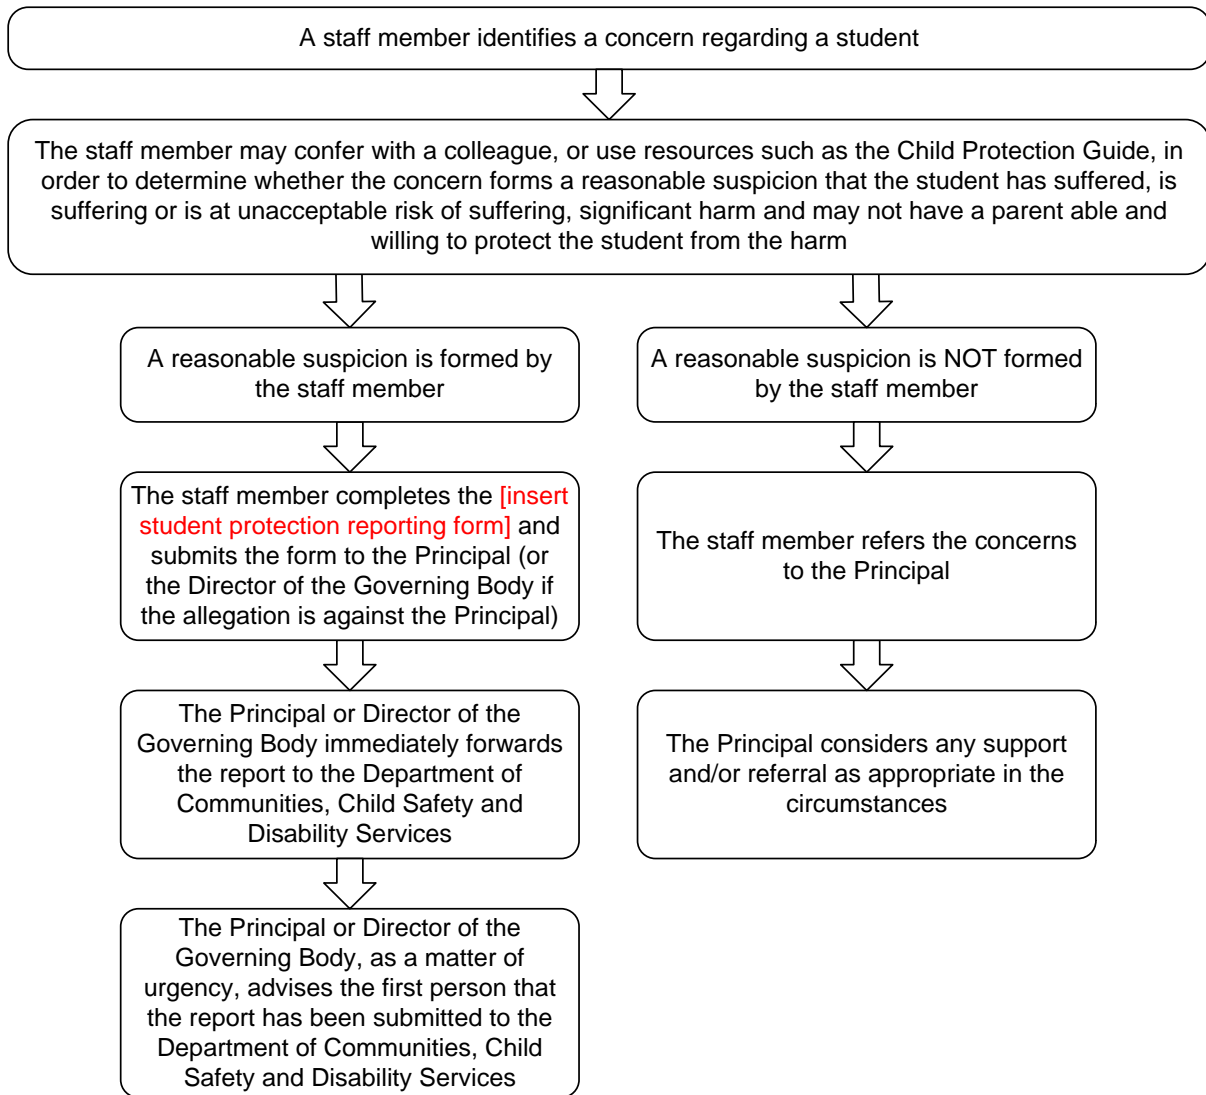 A staff member identifies a concern regarding a student
The staff member may confer with a colleague, or use resources such as the Child Protection Guide, in
order to determine whether the concern forms a reasonable suspicion that the student has suffered, is
suffering or is at unacceptable risk of suffering, significant harm and may not have a parent able and
willing to protect the student from the harm
A reasonable suspicion is formed by
the staff member
The staff member completes the [insert
student protection reporting form] and
submits the form to the Principal (or
the Director of the Governing Body if
the allegation is against the Principal)
The Principal or Director of the
Governing Body immediately forwards
the report to the Department of
Communities, Child Safety and
Disability Services
The Principal or Director of the
Governing Body, as a matter of
urgency, advises the first person that
the report has been submitted to the
Department of Communities, Child
Safety and Disability Services
A reasonable suspicion is NOT formed
by the staff member
The staff member refers the concerns
to the Principal
The Principal considers any support
and/or referral as appropriate in the
circumstances